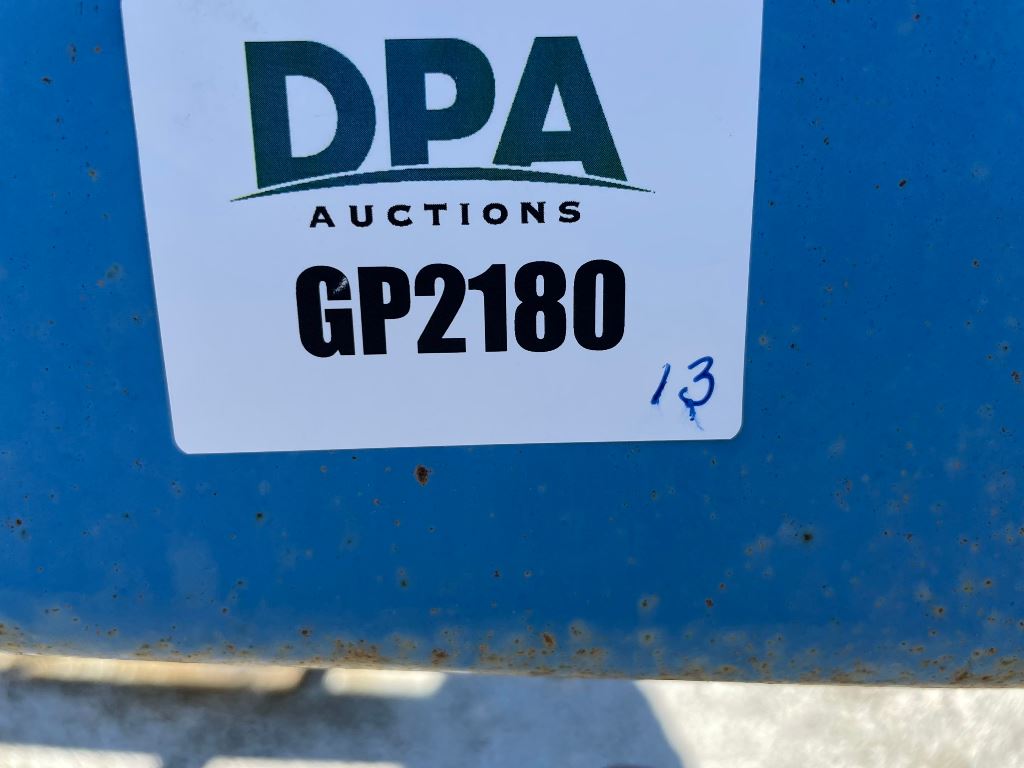 DPA
AUCTIONS
GP2180
13